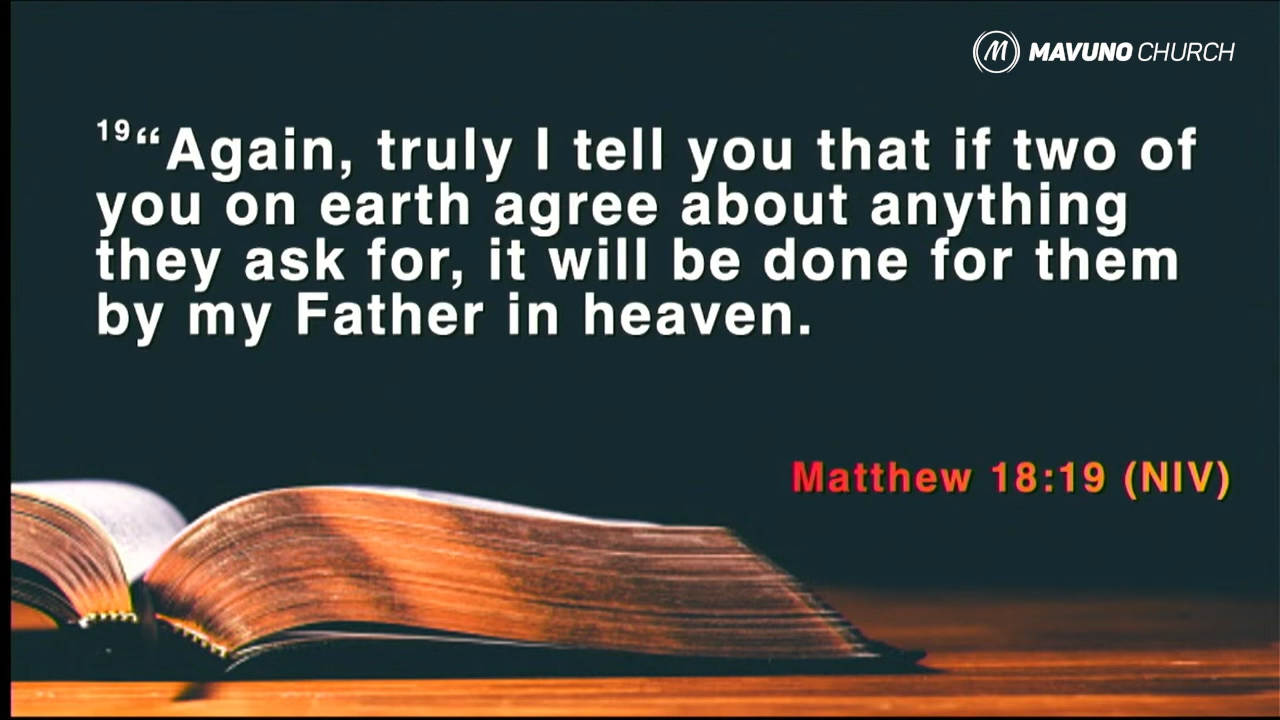 MAVUNO CHURCH
19“Again, truly I tell you that if two of
you on earth agree about anything
they ask for, it will be done for them
by my Father in heaven.
Matthew 18:19 (NIV)